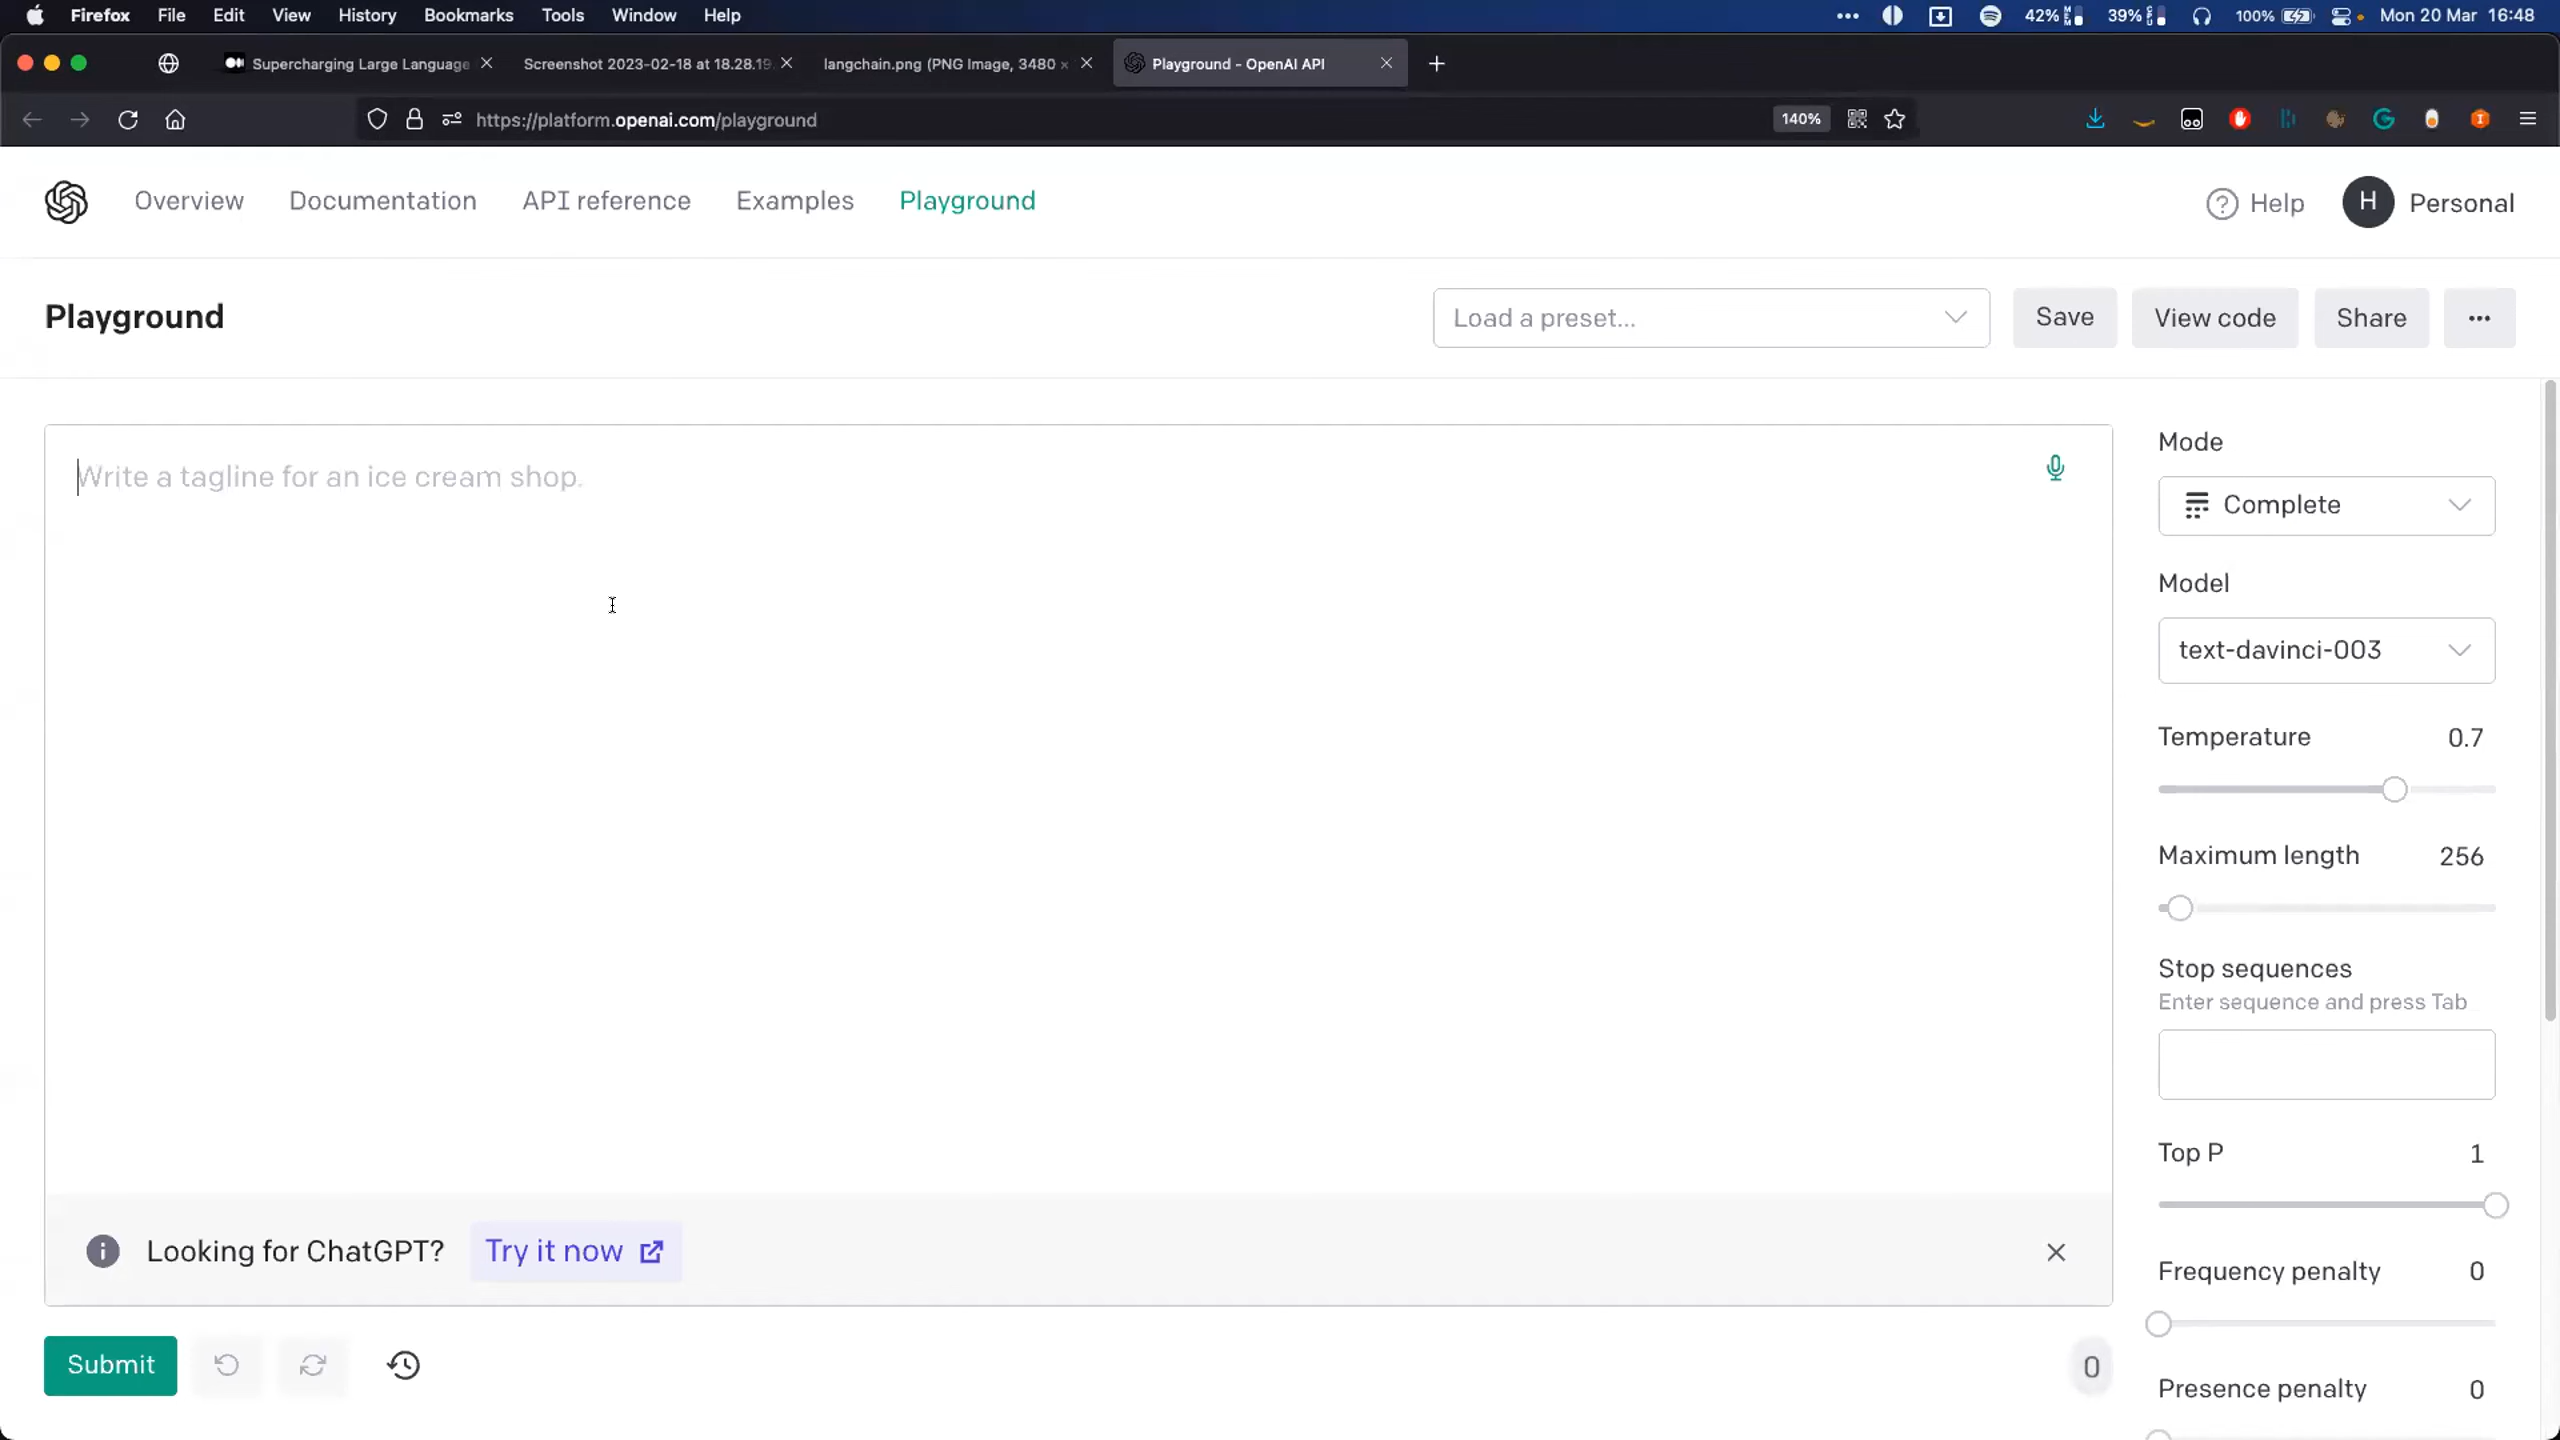 Firefox File Edit View History Bookmarks Tools Window Help 42% 39% 100% Mon 20 Mar 16:48
Supercharging Large Language Screenshot 2023-02-18 at 18.28.19 langchain.png (PNG Image, 3480 × Playground - OpenAI API
https://platform.openai.com/playground 140%
Overview Documentation API reference Examples Playground Help H Personal
Playground Load a preset... Save View code Share
Write a tagline for an ice cream shop.
Mode
Complete
Model
text-davinci-003
Temperature 0.7
Maximum length 256
Stop sequences
Enter sequence and press Tab
Top P 1
Looking for ChatGPT? Try it now
Frequency penalty 0
Submit 0
Presence penalty 0